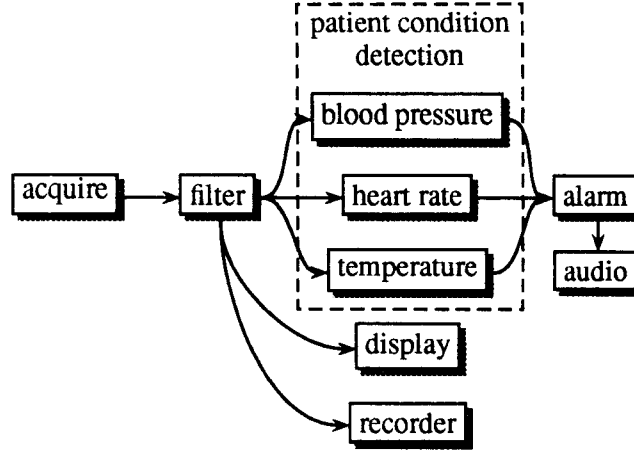 patient condition
detection
blood pressure
acquire
filter
heart rate
alarm
temperature
audio
display
recorder